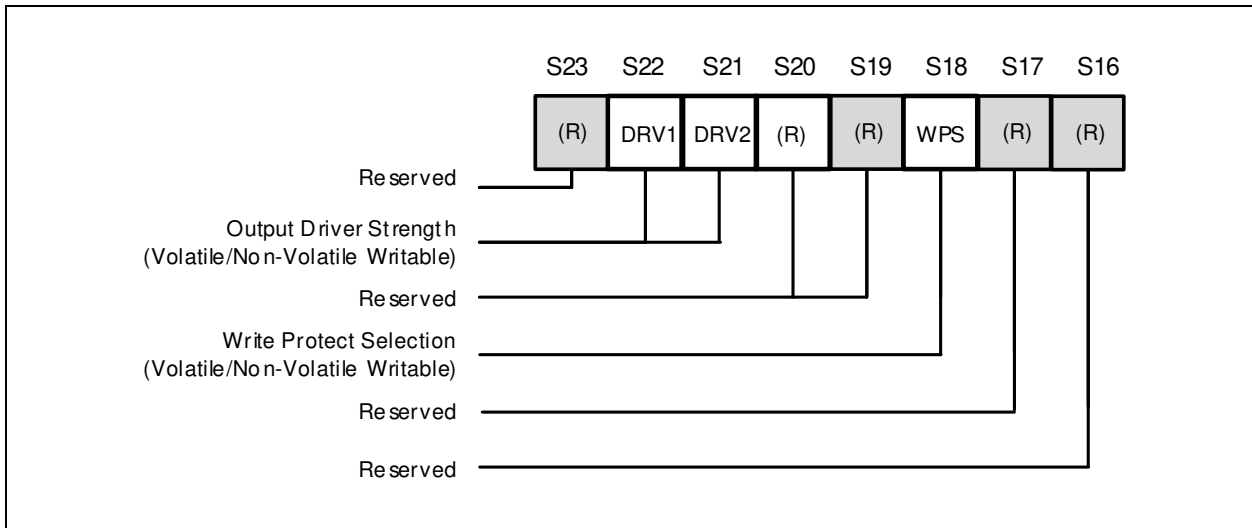 S23 S22 S21 S20 S19 S18 S17 S16
(R) DRV1 DRV2 (R) (R) WPS (R) (R)
Reserved
Output Driver Strength
(Volatile/Non-Volatile Writable)
Reserved
Write Protect Selection
(Volatile/Non-Volatile Writable)
Reserved
Reserved